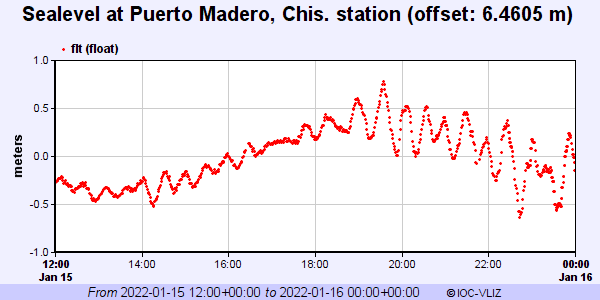 Sealevel at Puerto Madero, Chis. station (offset: 6.4605 m)
flt (float)
meters
1.0
0.5
0.0
-0.5
-1.0
12:00 14:00 16:00 18:00 20:00 22:00 00:00
Jan 15 Jan 16
From 2022-01-15 12:00+00:00 to 2022-01-16 00:00+00:00 © IOC-VLIZ